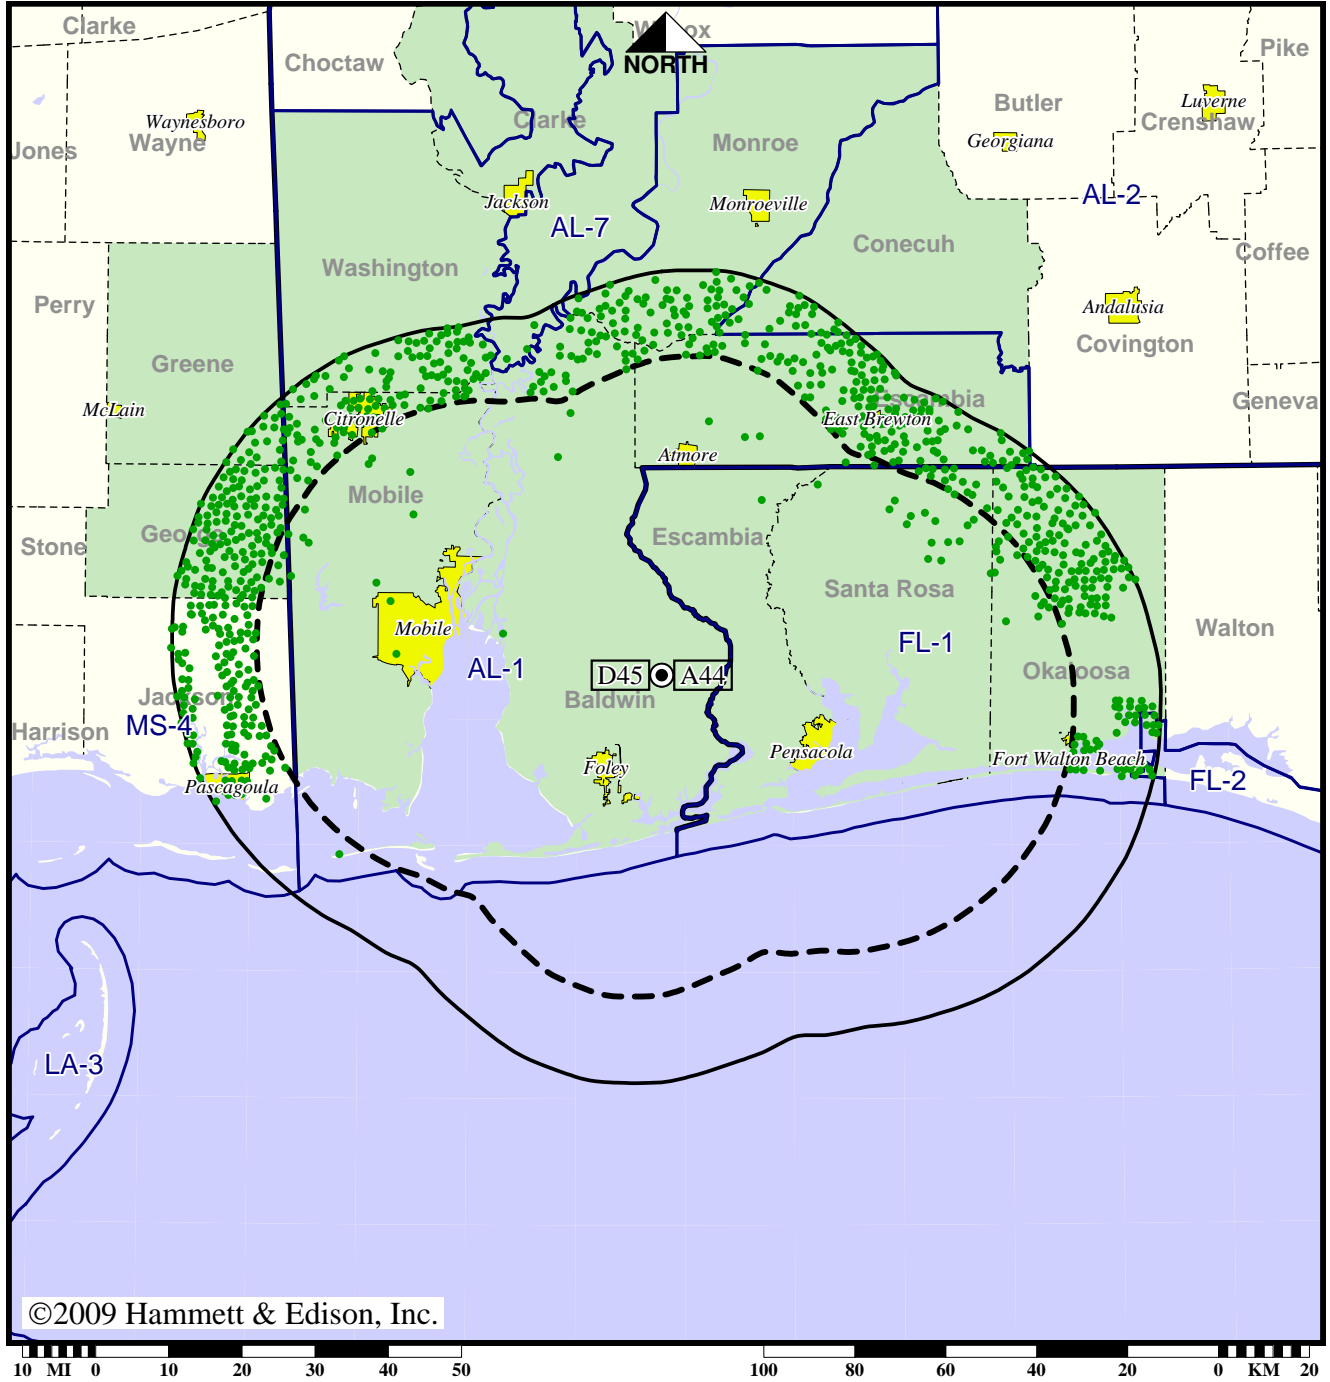 Clarke
Choctaw
Wilcox
NORTH
Pike
Waynesboro
Wayne
Jones
Clarke
Monroe
Butler
Georgiana
Luverne
Crenshaw
Jackson
AL-7
Monroeville
AL-2
Conecuh
Coffee
Washington
Perry
Andalusia
Covington
Greene
McLain
Citronelle
Escambia
East Brewton
Geneva
Atmore
Mobile
Stone
George
Escambia
Santa Rosa
Mobile
AL-1
FL-1
Walton
D45
A44
Baldwin
Okaloosa
Jackson
MS-4
Harrison
Pensacola
Foley
Fort Walton Beach
FL-2
Pascagoula
LA-3
©2009 Hammett & Edison, Inc.
10 MI 0 10 20 30 40 50 100 80 60 40 20 0 KM 20